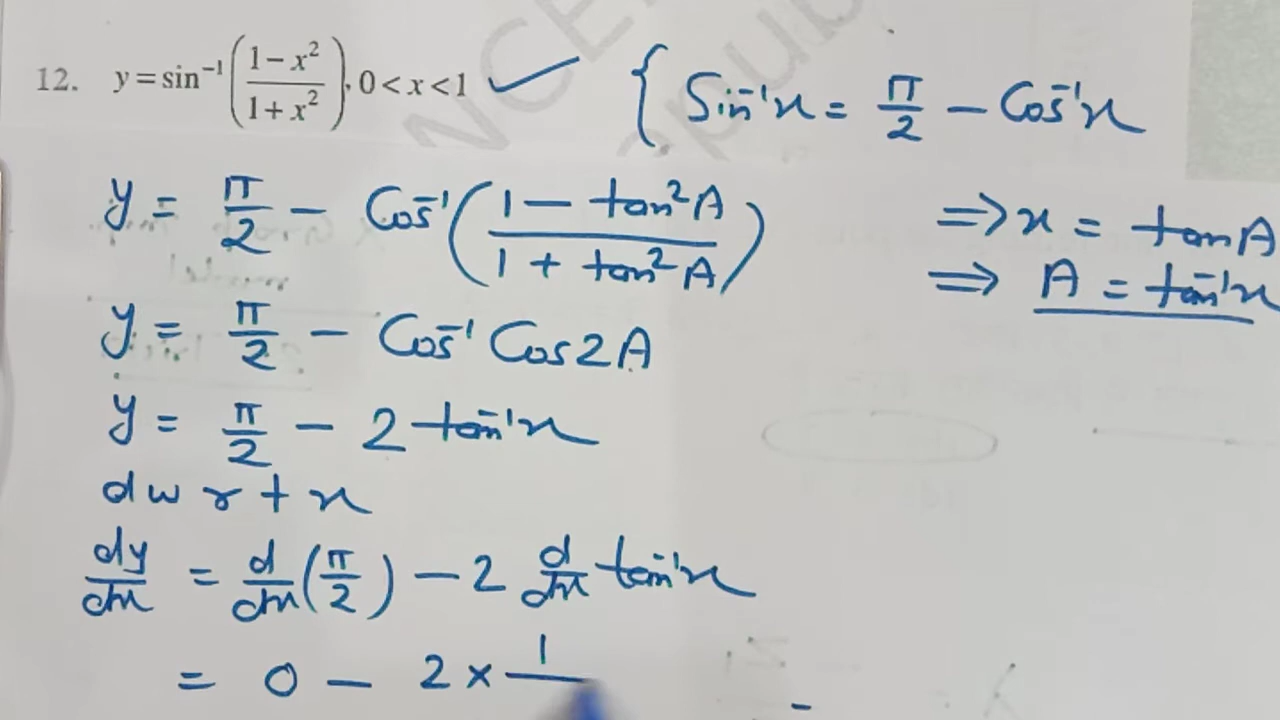 12. y = sin⁻¹((1 − x²)/(1 + x²)), 0 < x < 1
{ Sin⁻¹x = π/2 − Cos⁻¹x
y = π/2 − Cos⁻¹((1 − tan²A)/(1 + tan²A))
⇒ x = tanA
⇒ A = tan⁻¹x
y = π/2 − Cos⁻¹ Cos2A
y = π/2 − 2 tan⁻¹x
d w r t x
dy/dx = d/dx(π/2) − 2 d/dx tan⁻¹x
= 0 − 2 × 1/